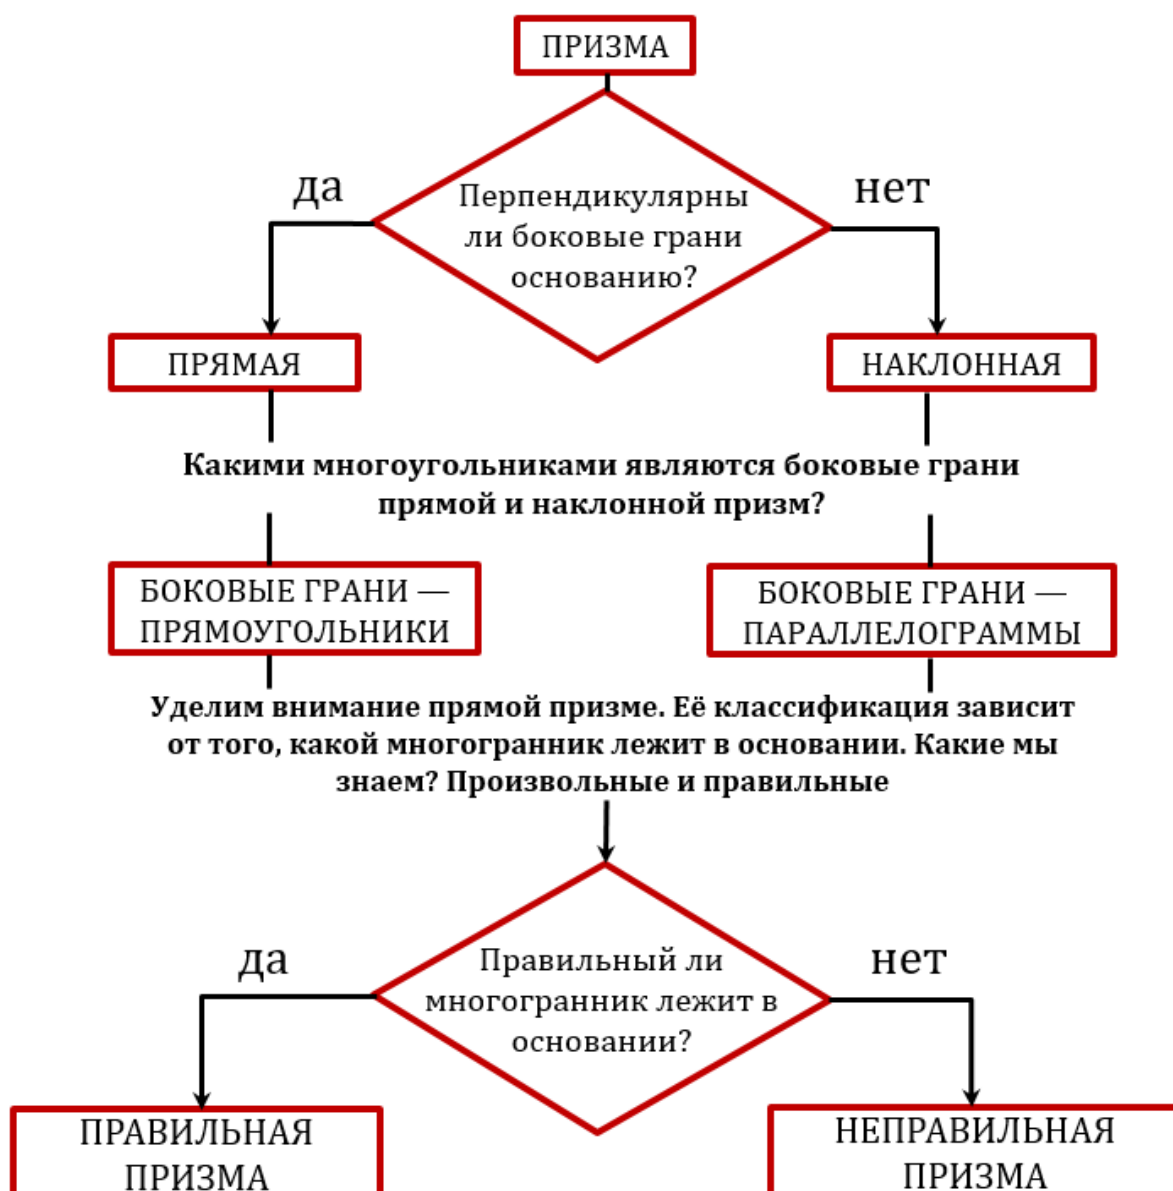 ПРИЗМА
да
Перпендикулярны
ли боковые грани
основанию?
нет
ПРЯМАЯ
НАКЛОННАЯ
Какими многоугольниками являются боковые грани
прямой и наклонной призм?
БОКОВЫЕ ГРАНИ —
ПРЯМОУГОЛЬНИКИ
БОКОВЫЕ ГРАНИ —
ПАРАЛЛЕЛОГРАММЫ
Уделим внимание прямой призме. Её классификация зависит
от того, какой многогранник лежит в основании. Какие мы
знаем? Произвольные и правильные
да
Правильный ли
многогранник лежит в
основании?
нет
ПРАВИЛЬНАЯ
ПРИЗМА
НЕПРАВИЛЬНАЯ
ПРИЗМА